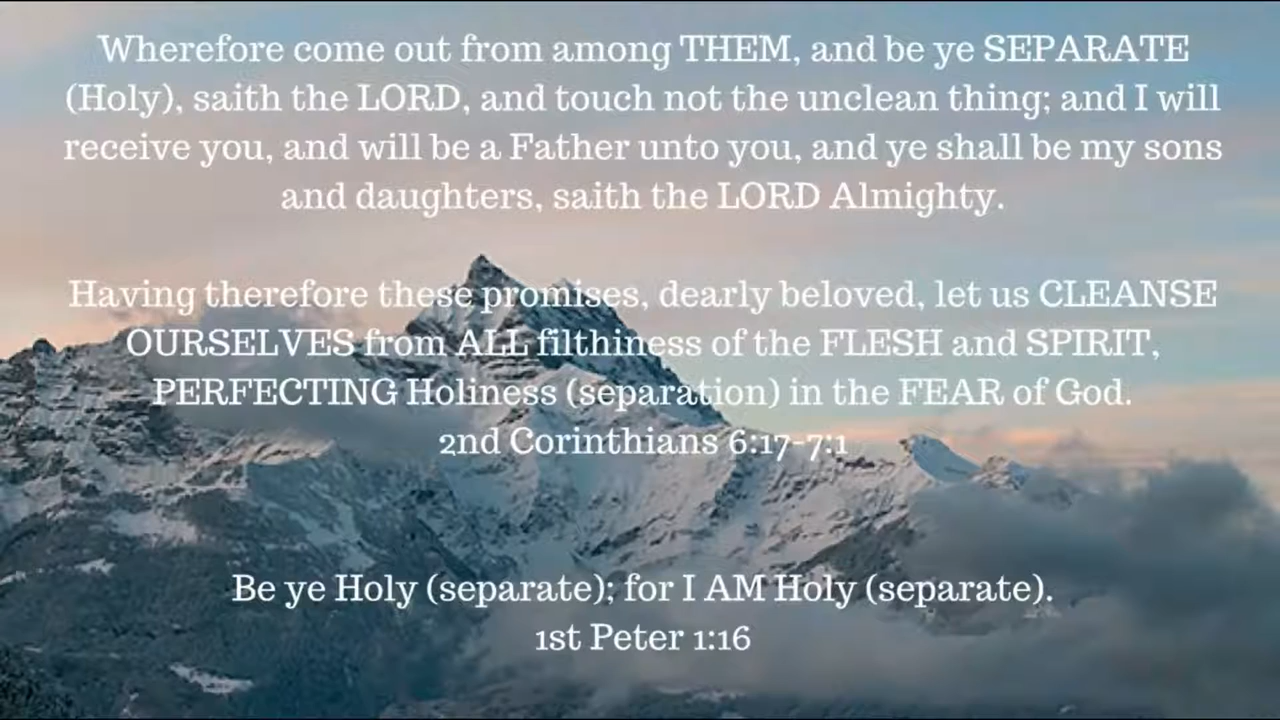 Wherefore come out from among THEM, and be ye SEPARATE
(Holy), saith the LORD, and touch not the unclean thing; and I will
receive you, and will be a Father unto you, and ye shall be my sons
and daughters, saith the LORD Almighty.
Having therefore these promises, dearly beloved, let us CLEANSE
OURSELVES from ALL filthiness of the FLESH and SPIRIT,
PERFECTING Holiness (separation) in the FEAR of God.
2nd Corinthians 6:17-7:1
Be ye Holy (separate); for I AM Holy (separate).
1st Peter 1:16